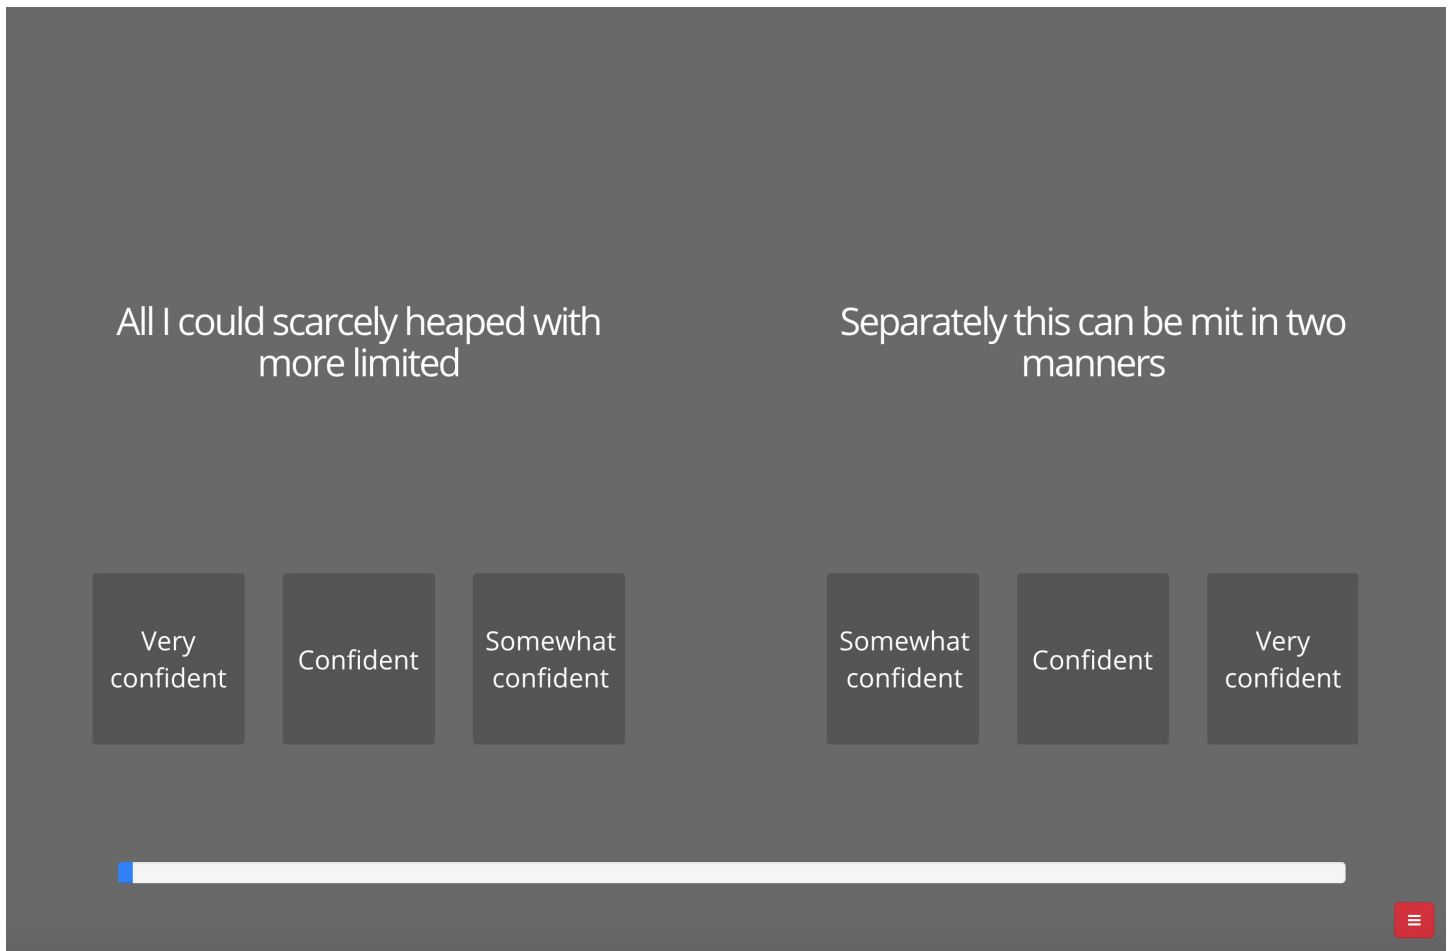 All I could scarcely heaped with
more limited
Separately this can be mit in two
manners
Very
confident
Confident
Somewhat
confident
Somewhat
confident
Confident
Very
confident